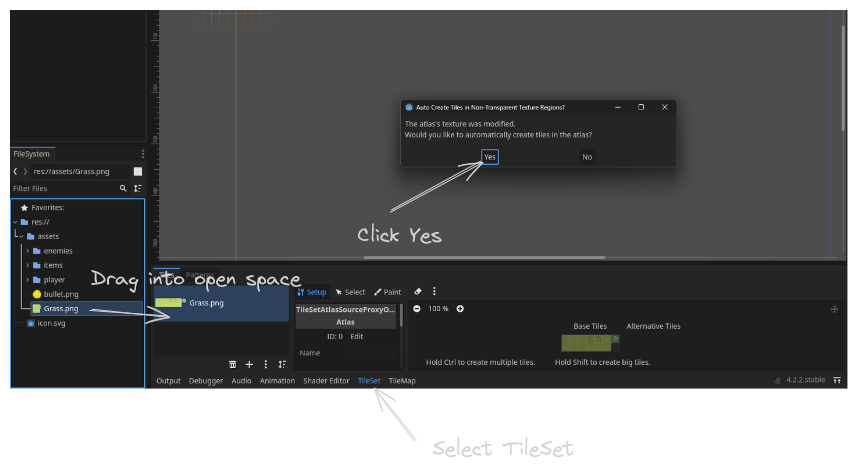 Auto Create Tiles in Non-Transparent Texture Regions?
The atlas's texture was modified.
Would you like to automatically create tiles in the atlas?
Yes
No
Click Yes
FileSystem
res://assets/Grass.png
Filter Files
Favorites:
res://
assets
enemies
items
player
bullet.png
Grass.png
icon.svg
Patterns
Drag into open space
Grass.png
Setup
Select
Paint
TileSetAtlasSourceProxyO...
Atlas
ID: 0
Edit
Name
100 %
Base Tiles
Alternative Tiles
Hold Ctrl to create multiple tiles.
Hold Shift to create big tiles.
Output
Debugger
Audio
Animation
Shader Editor
TileSet
TileMap
4.2.2.stable
Select TileSet